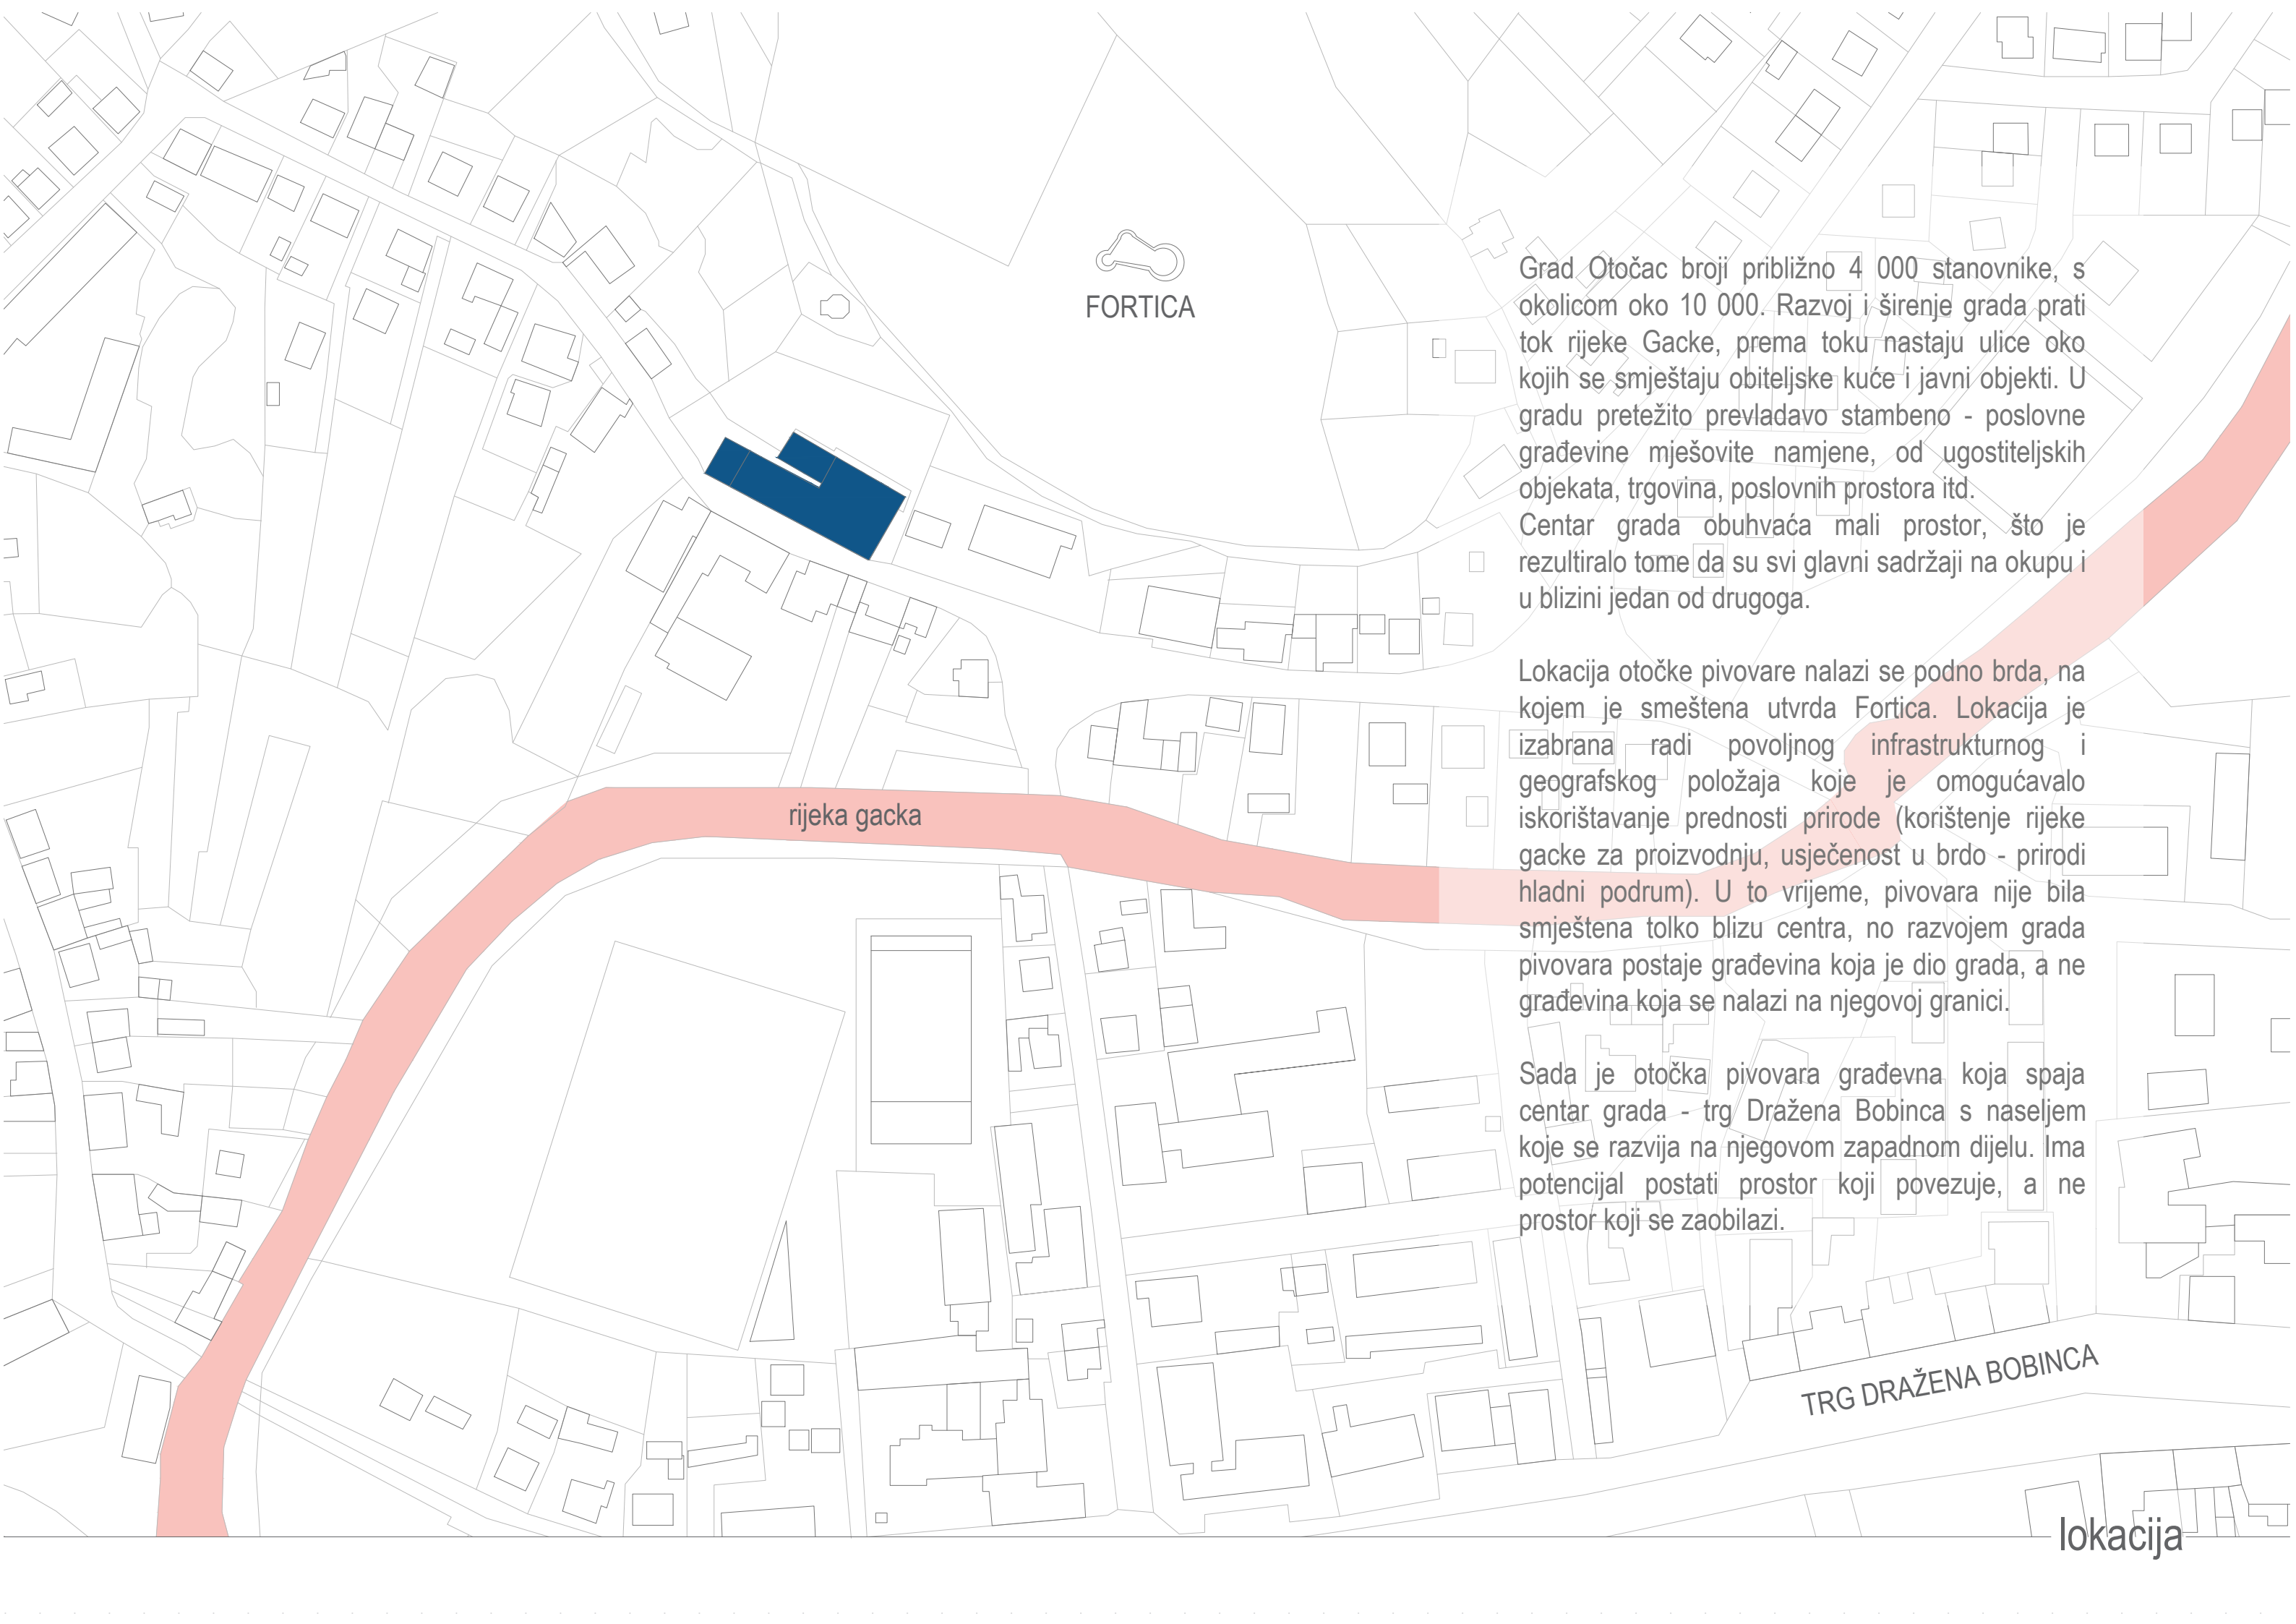 FORTICA
Grad Otočac broji približno 4 000 stanovnike, s
okolicom oko 10 000. Razvoj i širenje grada prati
tok rijeke Gacke, prema toku nastaju ulice oko
kojih se smještaju obiteljske kuće i javni objekti. U
gradu pretežito prevladavo stambeno - poslovne
građevine mješovite namjene, od ugostiteljskih
objekata, trgovina, poslovnih prostora itd.
Centar grada obuhvaća mali prostor, što je
rezultiralo tome da su svi glavni sadržaji na okupu i
u blizini jedan od drugoga.
Lokacija otočke pivovare nalazi se podno brda, na
kojem je smeštena utvrda Fortica. Lokacija je
izabrana radi povoljnog infrastrukturnog i
geografskog položaja koje je omogućavalo
iskorištavanje prednosti prirode (korištenje rijeke
gacke za proizvodnju, usječenost u brdo - prirodi
hladni podrum). U to vrijeme, pivovara nije bila
smještena tolko blizu centra, no razvojem grada
pivovara postaje građevina koja je dio grada, a ne
građevina koja se nalazi na njegovoj granici.
Sada je otočka pivovara građevna koja spaja
centar grada - trg Dražena Bobinca s naseljem
koje se razvija na njegovom zapadnom dijelu. Ima
potencijal postati prostor koji povezuje, a ne
prostor koji se zaobilazi.
rijeka gacka
TRG DRAŽENA BOBINCA
lokacija